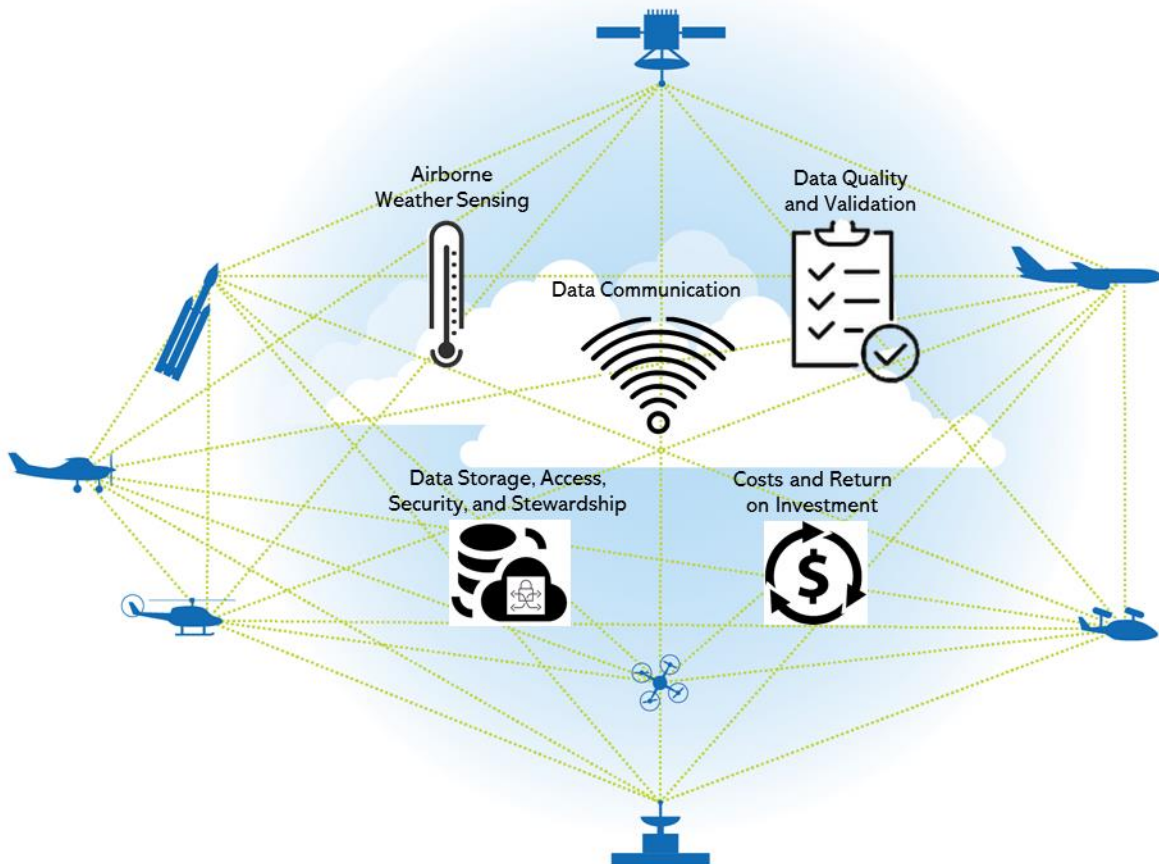 Airborne
Weather Sensing
Data Quality
and Validation
Data Communication
Data Storage, Access,
Security, and Stewardship
Costs and Return
on Investment
$